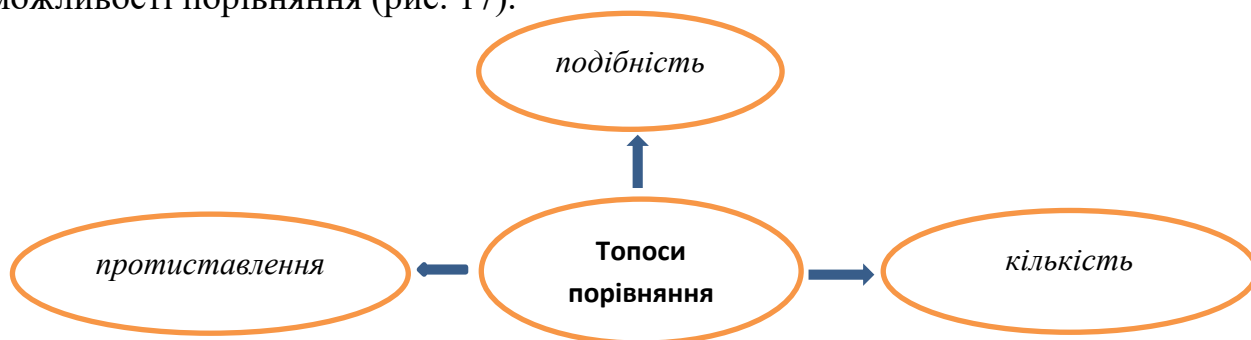 можливості порівняння (рис. 17).
подібність
протиставлення
Топоси
порівняння
кількість